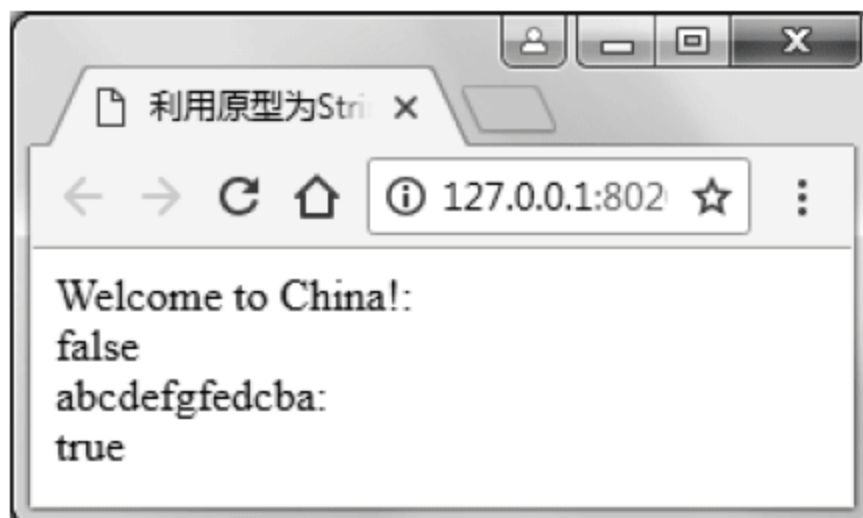 利用原型为Stri
127.0.0.1:802
Welcome to China!:
false
abcdefgfedcba:
true